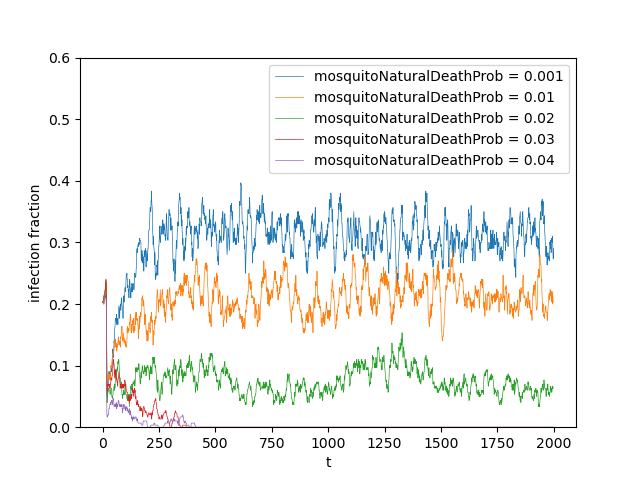 0.6
0.5
0.4
0.3
0.2
0.1
0.0
infection fraction
mosquitoNaturalDeathProb = 0.001
mosquitoNaturalDeathProb = 0.01
mosquitoNaturalDeathProb = 0.02
mosquitoNaturalDeathProb = 0.03
mosquitoNaturalDeathProb = 0.04
0 250 500 750 1000 1250 1500 1750 2000
t